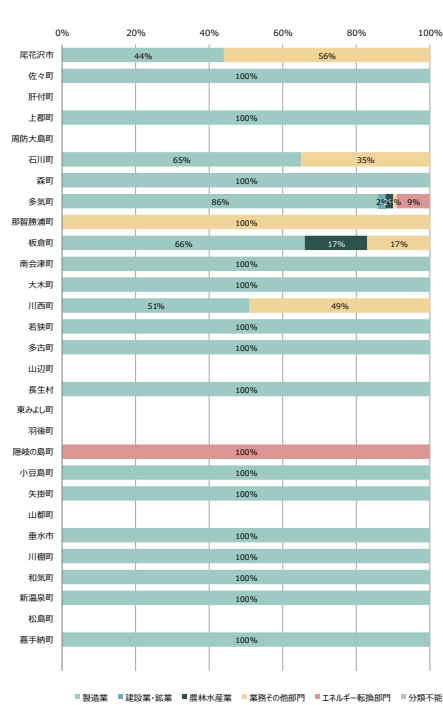 0% 20% 40% 60% 80% 100%
尾花沢市 44% 56%
佐々町 100%
肝付町
上郡町 100%
周防大島町
石川町 65% 35%
森町 100%
多気町 86% 2% 2% 1% 9%
那智勝浦町 100%
板倉町 66% 17% 17%
南会津町 100%
大木町 100%
川西町 51% 49%
若狭町 100%
多古町 100%
山辺町
長生村 100%
東みよし町
羽後町
隠岐の島町 100%
小豆島町 100%
矢掛町 100%
山都町
垂水市 100%
川棚町 100%
和気町 100%
新温泉町 100%
松島町
嘉手納町 100%
製造業 建設業・鉱業 農林水産業 業務その他部門 エネルギー転換部門 分類不能